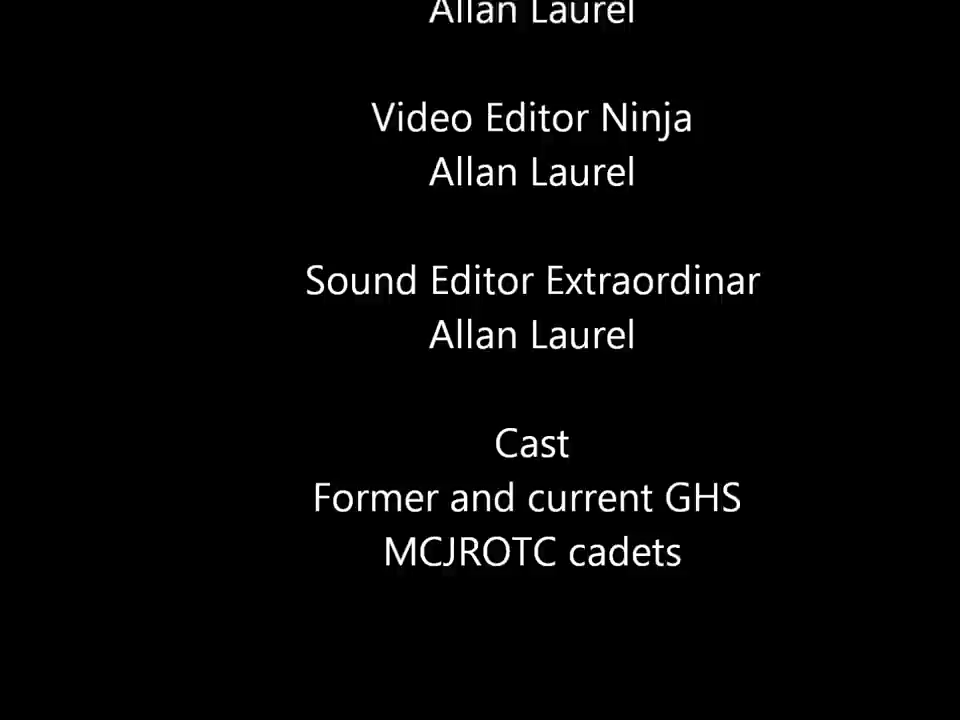 Allan Laurel
Video Editor Ninja
Allan Laurel
Sound Editor Extraordinar
Allan Laurel
Cast
Former and current GHS
MCJROTC cadets